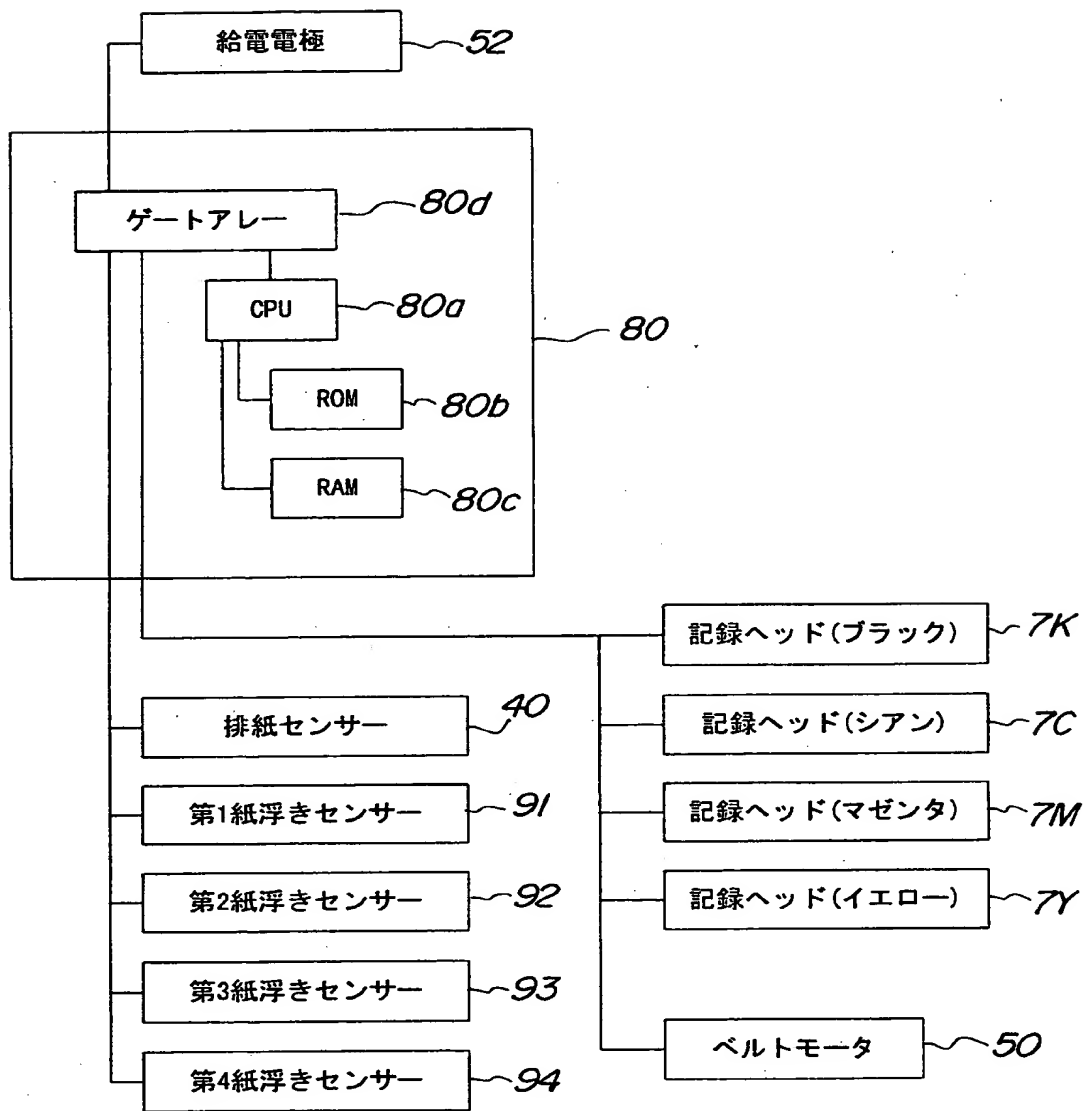 給電電極 52
ゲートアレー 80d
CPU 80a
80
ROM 80b
RAM 80c
記録ヘッド(ブラック) 7K
排紙センサー 40
記録ヘッド(シアン) 7C
第1紙浮きセンサー 91
記録ヘッド(マゼンタ) 7M
第2紙浮きセンサー 92
記録ヘッド(イエロー) 7Y
第3紙浮きセンサー 93
ベルトモータ 50
第4紙浮きセンサー 94